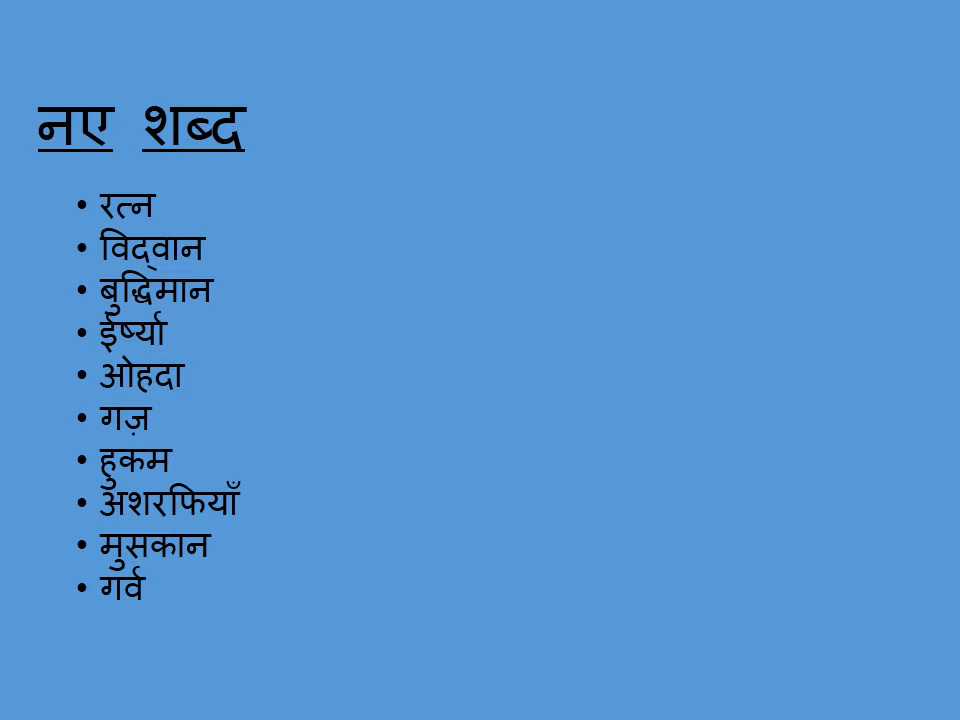 नए शब्द
• रत्न
• विद्‌वान
• बुद्धिमान
• ईर्ष्या
• ओहदा
• गज़
• हुकम
• अशरफियाँ
• मुसकान
• गर्व